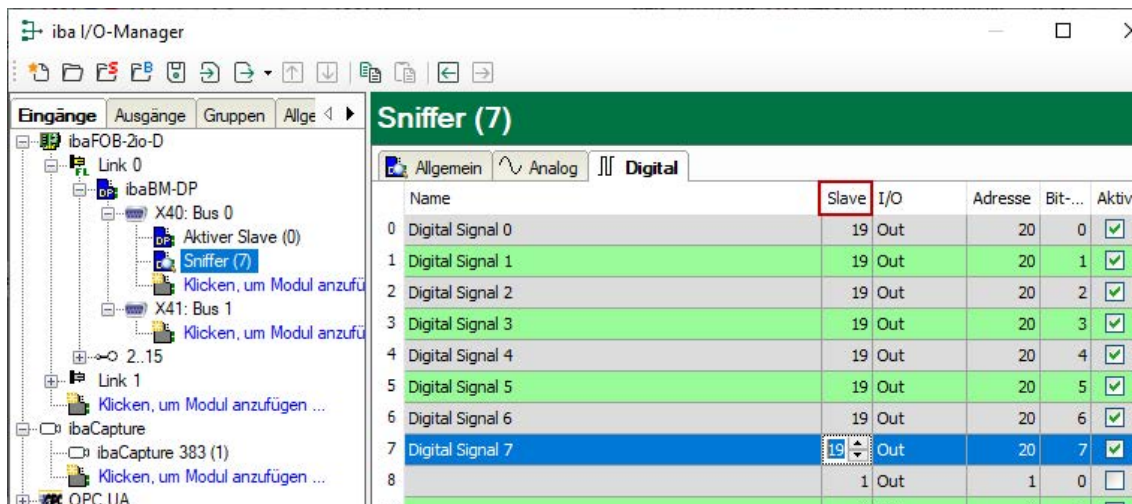 iba I/O-Manager
Eingänge Ausgänge Gruppen Allge
ibaFOB-2io-D
Link 0
ibaBM-DP
X40: Bus 0
Aktiver Slave (0)
Sniffer (7)
Klicken, um Modul anzufü
X41: Bus 1
Klicken, um Modul anzufü
2..15
Link 1
Klicken, um Modul anzufügen ...
ibaCapture
ibaCapture 383 (1)
Klicken, um Modul anzufügen ...
OPC UA
Sniffer (7)
Allgemein Analog Digital
Name Slave I/O Adresse Bit-... Aktiv
0 Digital Signal 0 19 Out 20 0
1 Digital Signal 1 19 Out 20 1
2 Digital Signal 2 19 Out 20 2
3 Digital Signal 3 19 Out 20 3
4 Digital Signal 4 19 Out 20 4
5 Digital Signal 5 19 Out 20 5
6 Digital Signal 6 19 Out 20 6
7 Digital Signal 7 19 Out 20 7
8 1 Out 1 0